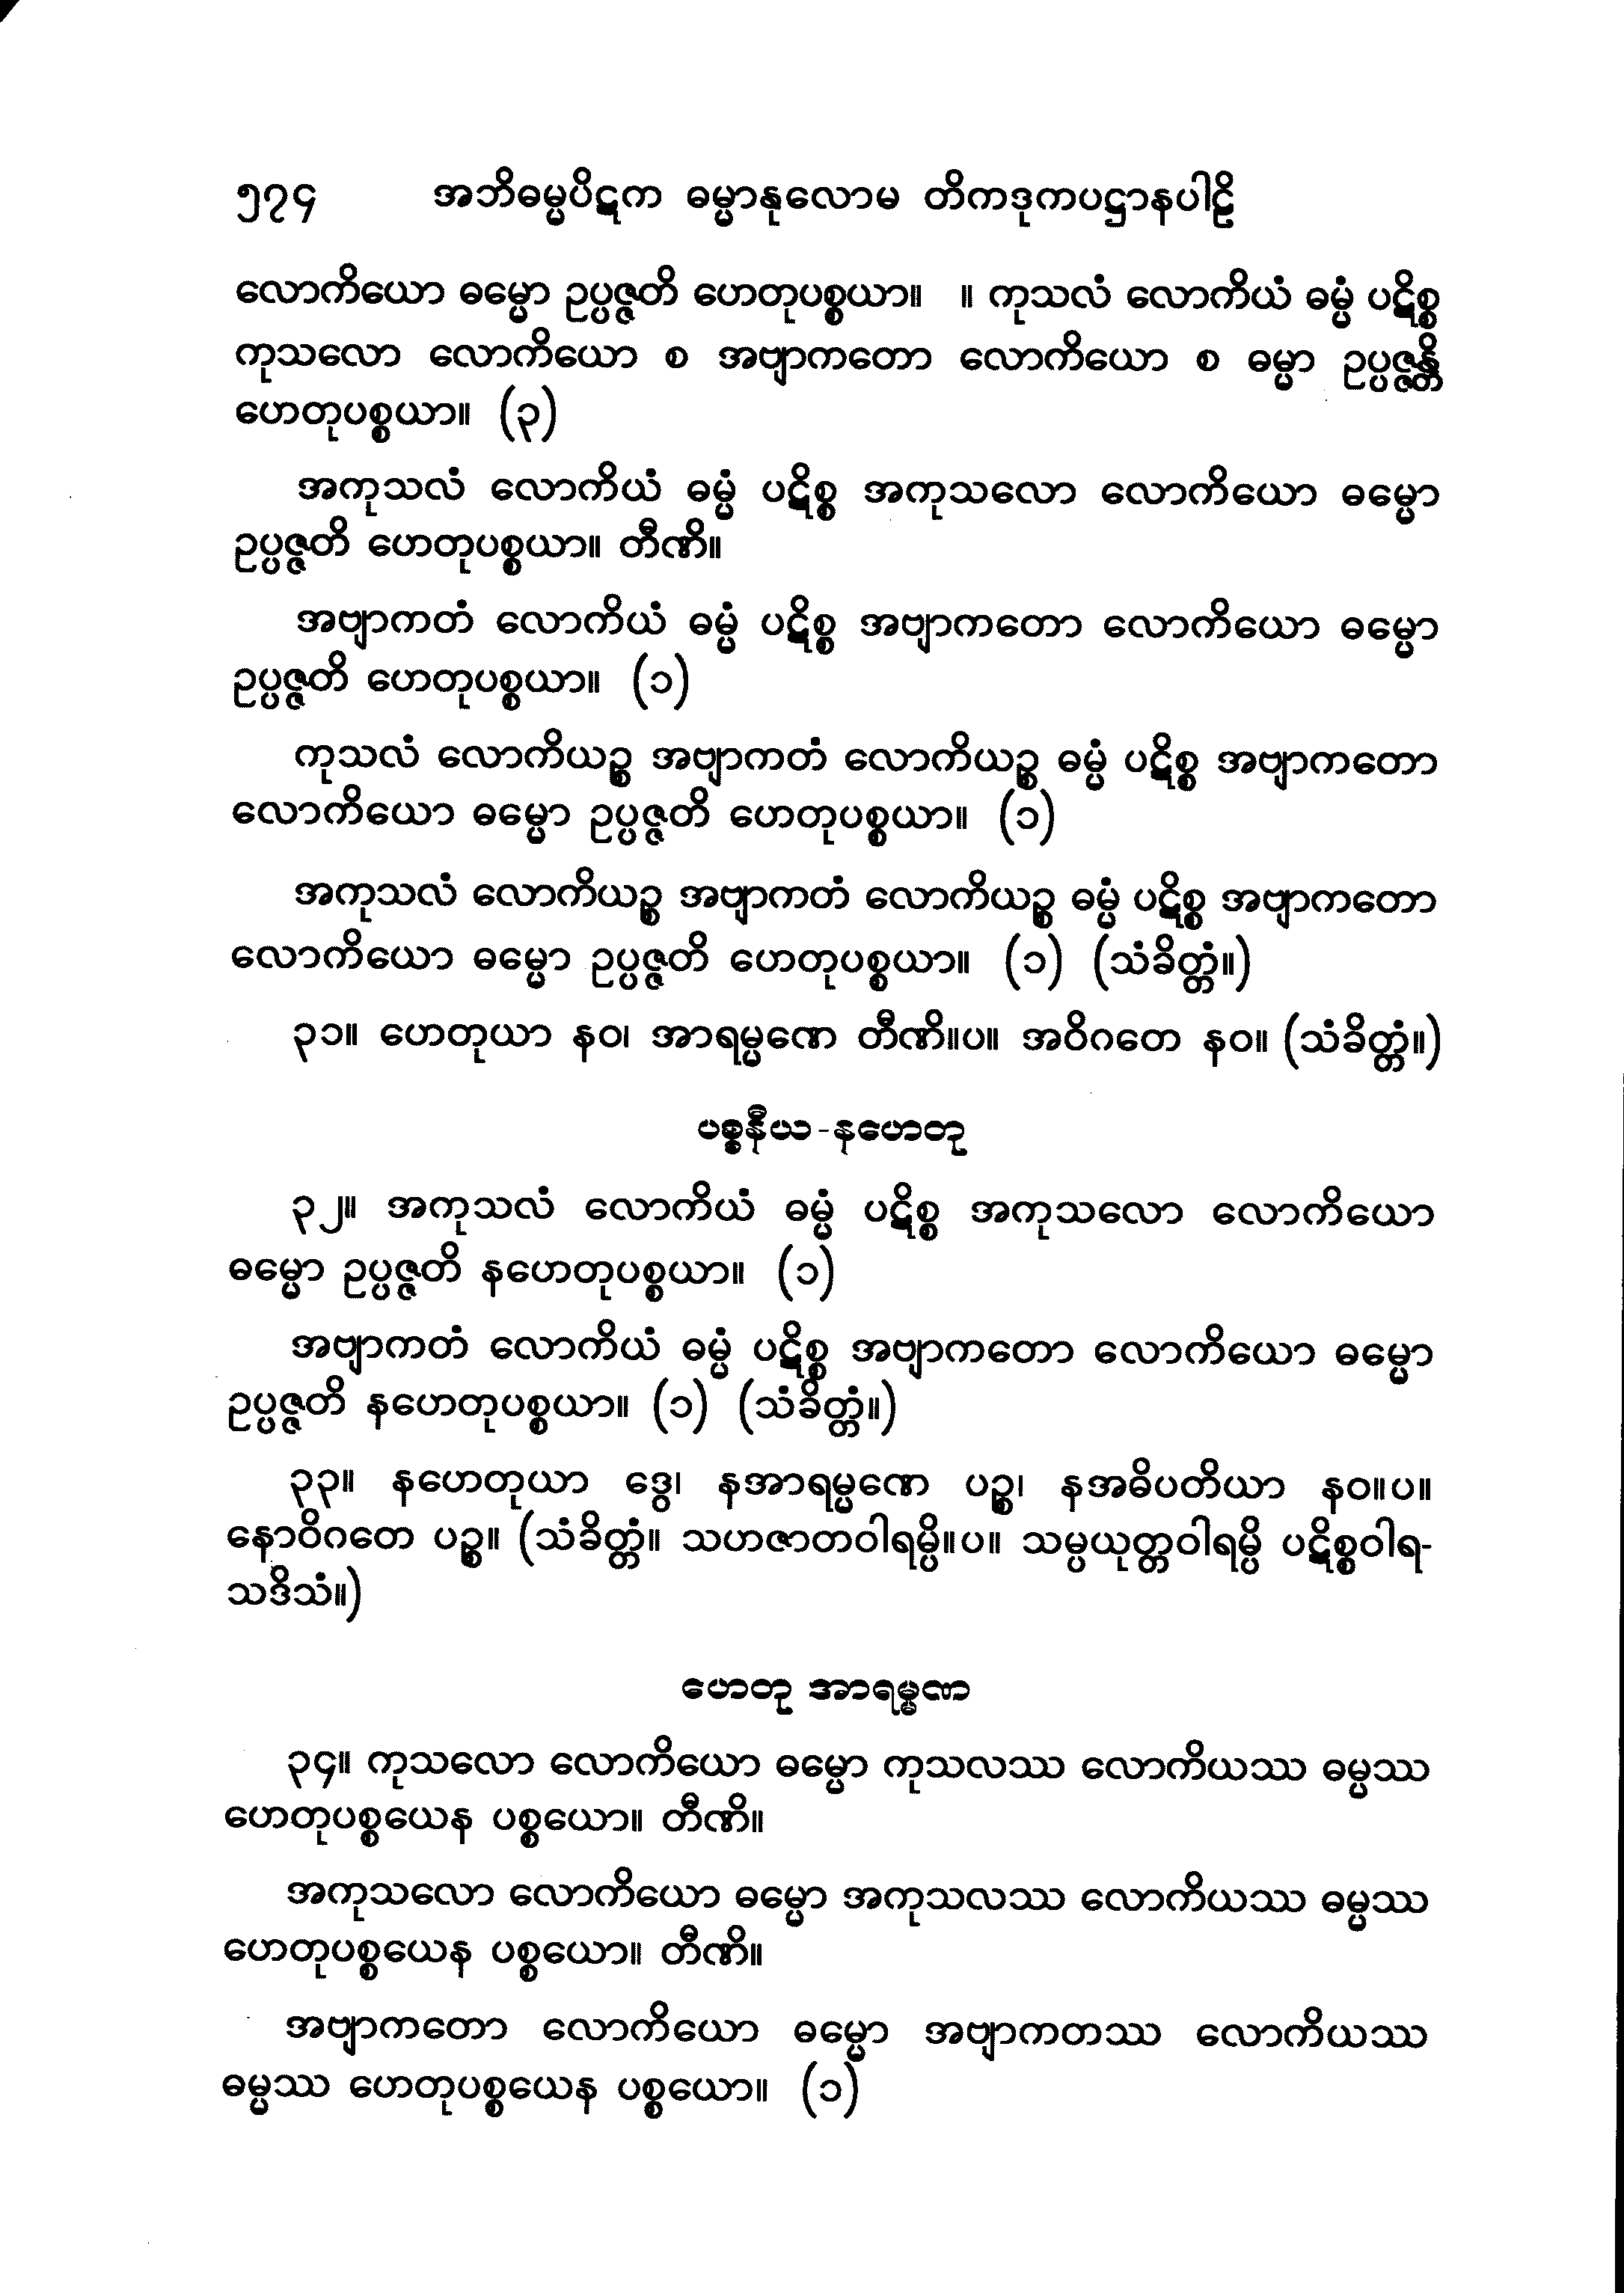 ၅၇၄ အဘိဓမ္မပိဋက ဓမ္မာနုလောမ တိကဒုကပဋ္ဌာနပါဠိ
လောကိယော ဓမ္မော ဥပ္ပဇ္ဇတိ ဟေတုပစ္စယာ။ ။ ကုသလံ လောကိယံ ဓမ္မံ ပဋိစ္စ
ကုသလော လောကိယော စ အဗျာကတော လောကိယော စ ဓမ္မာ ဥပ္ပဇ္ဇန္တိ
ဟေတုပစ္စယာ။ (၃)
အကုသလံ လောကိယံ ဓမ္မံ ပဋိစ္စ အကုသလော လောကိယော ဓမ္မော
ဥပ္ပဇ္ဇတိ ဟေတုပစ္စယာ။ တီဏိ။
အဗျာကတံ လောကိယံ ဓမ္မံ ပဋိစ္စ အဗျာကတော လောကိယော ဓမ္မော
ဥပ္ပဇ္ဇတိ ဟေတုပစ္စယာ။ (၁)
ကုသလံ လောကိယဉ္စ အဗျာကတံ လောကိယဉ္စ ဓမ္မံ ပဋိစ္စ အဗျာကတော
လောကိယော ဓမ္မော ဥပ္ပဇ္ဇတိ ဟေတုပစ္စယာ။ (၁)
အကုသလံ လောကိယဉ္စ အဗျာကတံ လောကိယဉ္စ ဓမ္မံ ပဋိစ္စ အဗျာကတော
လောကိယော ဓမ္မော ဥပ္ပဇ္ဇတိ ဟေတုပစ္စယာ။ (၁) (သံခိတ္တံ။)
၃၁။ ဟေတုယာ နဝ၊ အာရမ္မဏေ တီဏိ။ပ။ အဝိဂတေ နဝ။ (သံခိတ္တံ။)
ပစ္စနီယ-နဟေတု
၃၂။ အကုသလံ လောကိယံ ဓမ္မံ ပဋိစ္စ အကုသလော လောကိယော
ဓမ္မော ဥပ္ပဇ္ဇတိ နဟေတုပစ္စယာ။ (၁)
အဗျာကတံ လောကိယံ ဓမ္မံ ပဋိစ္စ အဗျာကတော လောကိယော ဓမ္မော
ဥပ္ပဇ္ဇတိ နဟေတုပစ္စယာ။ (၁) (သံခိတ္တံ။)
၃၃။ နဟေတုယာ ဒွေ၊ နအာရမ္မဏေ ပဉ္စ၊ နအဓိပတိယာ နဝ။ပ။
နောဝိဂတေ ပဉ္စ။ (သံခိတ္တံ။ သဟဇာတဝါရမ္ပိ။ပ။ သမ္ပယုတ္တဝါရမ္ပိ ပဋိစ္စဝါရ-
သဒိသံ။)
ဟေတု အာရမ္မဏ
၃၄။ ကုသလော လောကိယော ဓမ္မော ကုသလဿ လောကိယဿ ဓမ္မဿ
ဟေတုပစ္စယေန ပစ္စယော။ တီဏိ။
အကုသလော လောကိယော ဓမ္မော အကုသလဿ လောကိယဿ ဓမ္မဿ
ဟေတုပစ္စယေန ပစ္စယော။ တီဏိ။
အဗျာကတော လောကိယော ဓမ္မော အဗျာကတဿ လောကိယဿ
ဓမ္မဿ ဟေတုပစ္စယေန ပစ္စယော။ (၁)